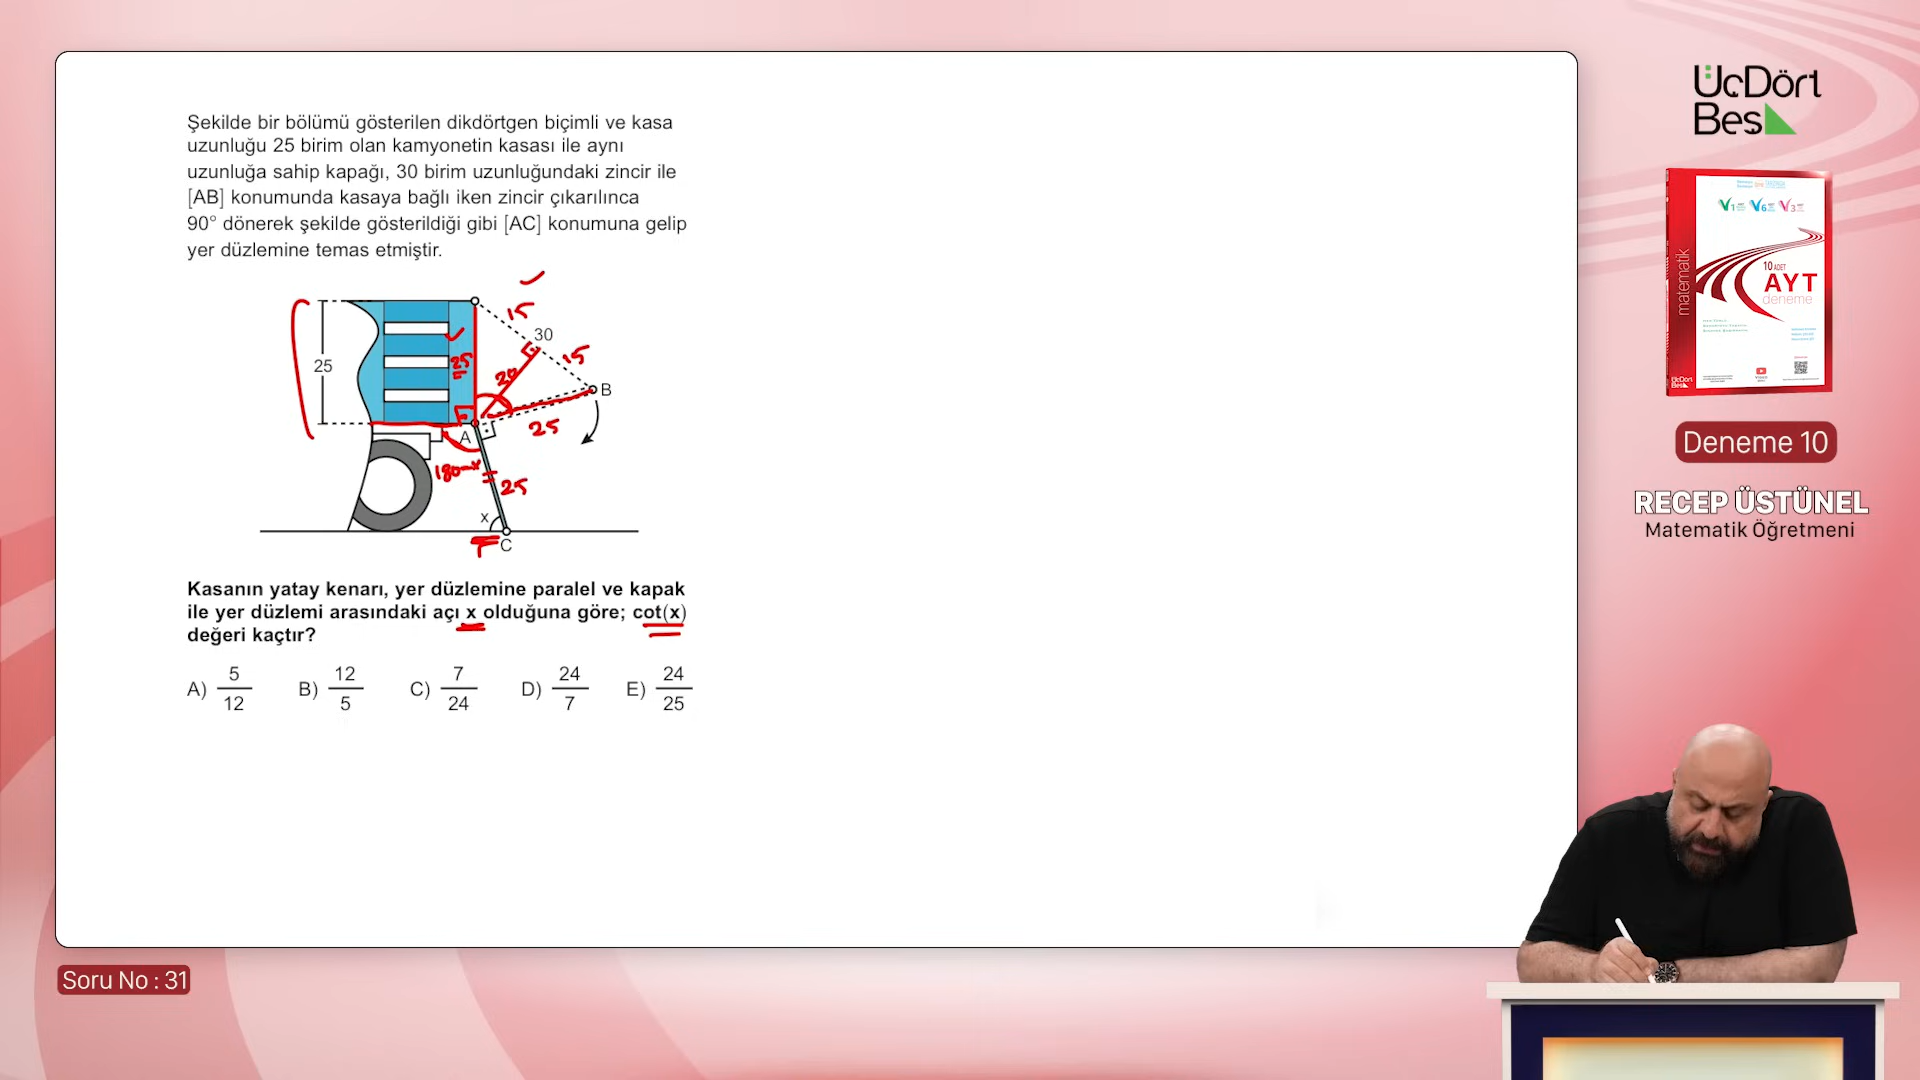 Şekilde bir bölümü gösterilen dikdörtgen biçimli ve kasa
uzunluğu 25 birim olan kamyonetin kasası ile aynı
uzunluğa sahip kapağı, 30 birim uzunluğundaki zincir ile
[AB] konumunda kasaya bağlı iken zincir çıkarılınca
90° dönerek şekilde gösterildiği gibi [AC] konumuna gelip
yer düzlemine temas etmiştir.
15
30
15
25
25
20
B
25
A
180-x
25
x
C
Kasanın yatay kenarı, yer düzlemine paralel ve kapak
ile yer düzlemi arasındaki açı x olduğuna göre; cot(x)
değeri kaçtır?
A) 5/12 B) 12/5 C) 7/24 D) 24/7 E) 24/25
Soru No : 31
ÜçDört
Beş
matematik
10 ADET
AYT
deneme
Deneme 10
RECEP ÜSTÜNEL
Matematik Öğretmeni